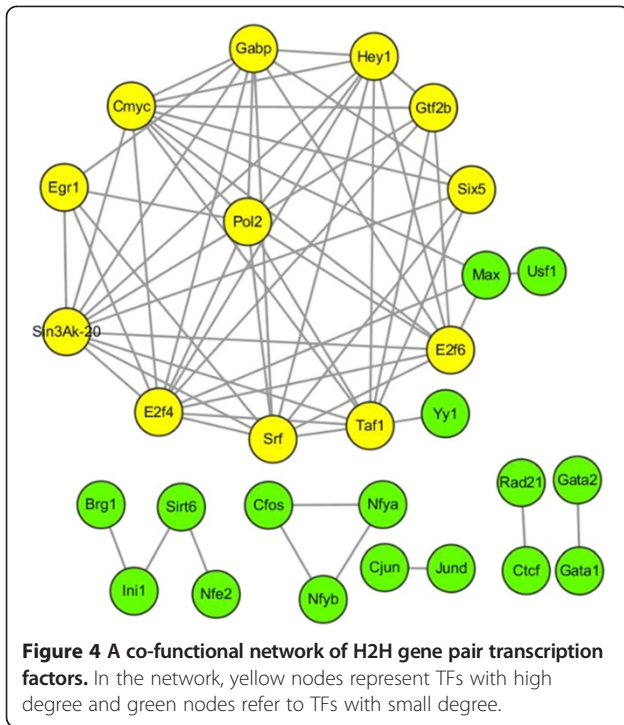 Gabp
Hey1
Cmyc
Gtf2b
Egr1
Six5
Pol2
Max
Usf1
Sin3Ak-20
E2f6
E2f4
Srf
Taf1
Yy1
Brg1
Sirt6
Cfos
Nfya
Rad21
Gata2
Ini1
Nfe2
Nfyb
Cjun
Jund
Ctcf
Gata1
Figure 4 A co-functional network of H2H gene pair transcription
factors. In the network, yellow nodes represent TFs with high
degree and green nodes refer to TFs with small degree.